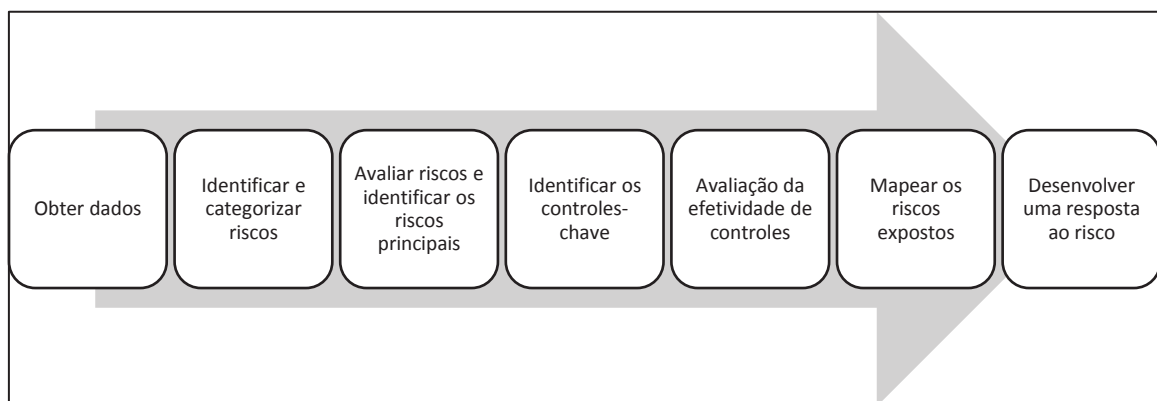 Obter dados
Identificar e
categorizar
riscos
Avaliar riscos e
identificar os
riscos
principais
Identificar os
controles-
chave
Avaliação da
efetividade de
controles
Mapear os
riscos
expostos
Desenvolver
uma resposta
ao risco